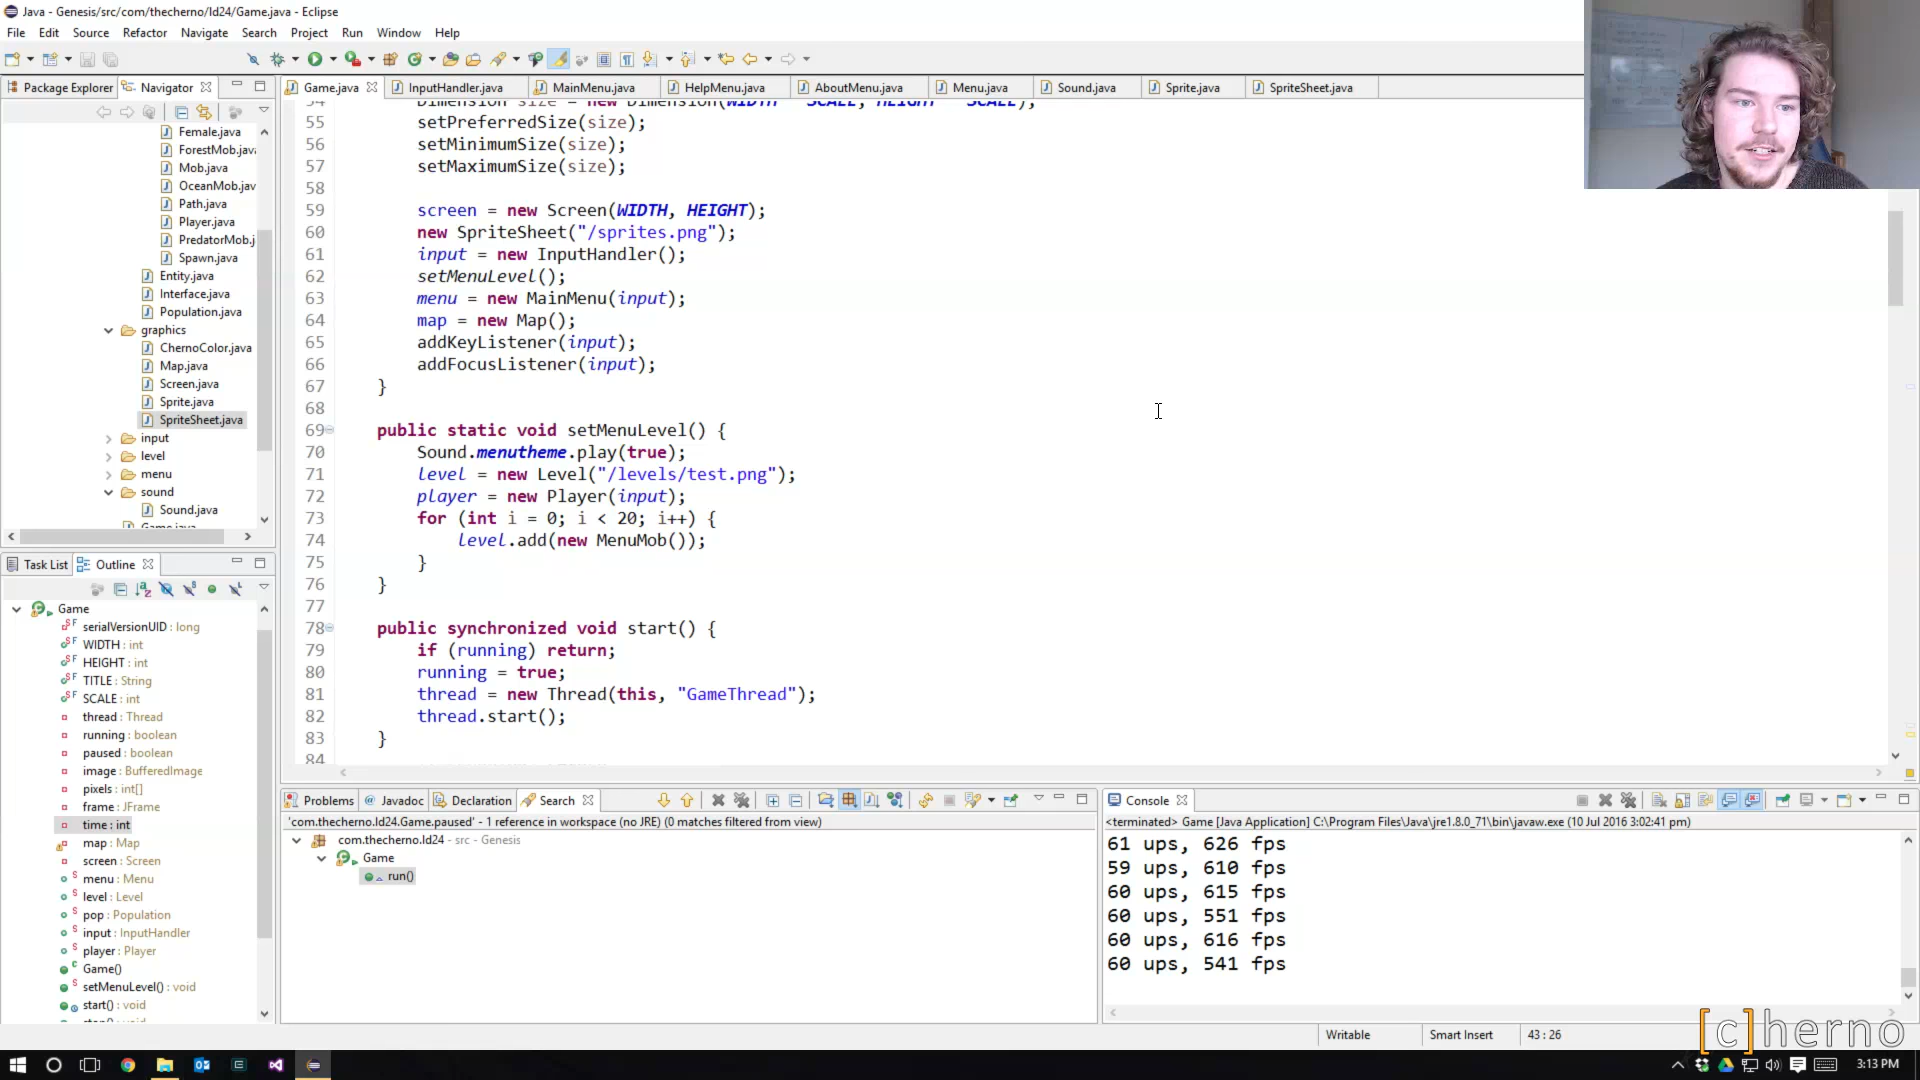 Java - Genesis/src/com/thecherno/ld24/Game.java - Eclipse
File Edit Source Refactor Navigate Search Project Run Window Help
Package Explorer Navigator
Game.java InputHandler.java MainMenu.java HelpMenu.java AboutMenu.java Menu.java Sound.java Sprite.java SpriteSheet.java
Female.java
ForestMob.java
Mob.java
OceanMob.jav
Path.java
Player.java
PredatorMob.j
Spawn.java
Entity.java
Interface.java
Population.java
graphics
ChernoColor.java
Map.java
Screen.java
Sprite.java
SpriteSheet.java
input
level
menu
sound
Sound.java
Game.java
54 Dimension size = new Dimension(WIDTH * SCALE, HEIGHT * SCALE);
55 setPreferredSize(size);
56 setMinimumSize(size);
57 setMaximumSize(size);
58
59 screen = new Screen(WIDTH, HEIGHT);
60 new SpriteSheet("/sprites.png");
61 input = new InputHandler();
62 setMenuLevel();
63 menu = new MainMenu(input);
64 map = new Map();
65 addKeyListener(input);
66 addFocusListener(input);
67 }
68
69 public static void setMenuLevel() {
70 Sound.menutheme.play(true);
71 level = new Level("/levels/test.png");
72 player = new Player(input);
73 for (int i = 0; i < 20; i++) {
74 level.add(new MenuMob());
75 }
76 }
77
78 public synchronized void start() {
79 if (running) return;
80 running = true;
81 thread = new Thread(this, "GameThread");
82 thread.start();
83 }
84
Task List Outline
Game
serialVersionUID : long
WIDTH : int
HEIGHT : int
TITLE : String
SCALE : int
thread : Thread
running : boolean
paused : boolean
image : BufferedImage
pixels : int[]
frame : JFrame
time : int
map : Map
screen : Screen
menu : Menu
level : Level
pop : Population
input : InputHandler
player : Player
Game()
setMenuLevel() : void
start() : void
Problems Javadoc Declaration Search
'com.thecherno.ld24.Game.paused' - 1 reference in workspace (no JRE) (0 matches filtered from view)
com.thecherno.ld24 - src - Genesis
Game
run()
Console
<terminated> Game [Java Application] C:\Program Files\Java\jre1.8.0_71\bin\javaw.exe (10 Jul 2016 3:02:41 pm)
61 ups, 626 fps
59 ups, 610 fps
60 ups, 615 fps
60 ups, 551 fps
60 ups, 616 fps
60 ups, 541 fps
Writable Smart Insert 43 : 26
[c]herno
3:13 PM